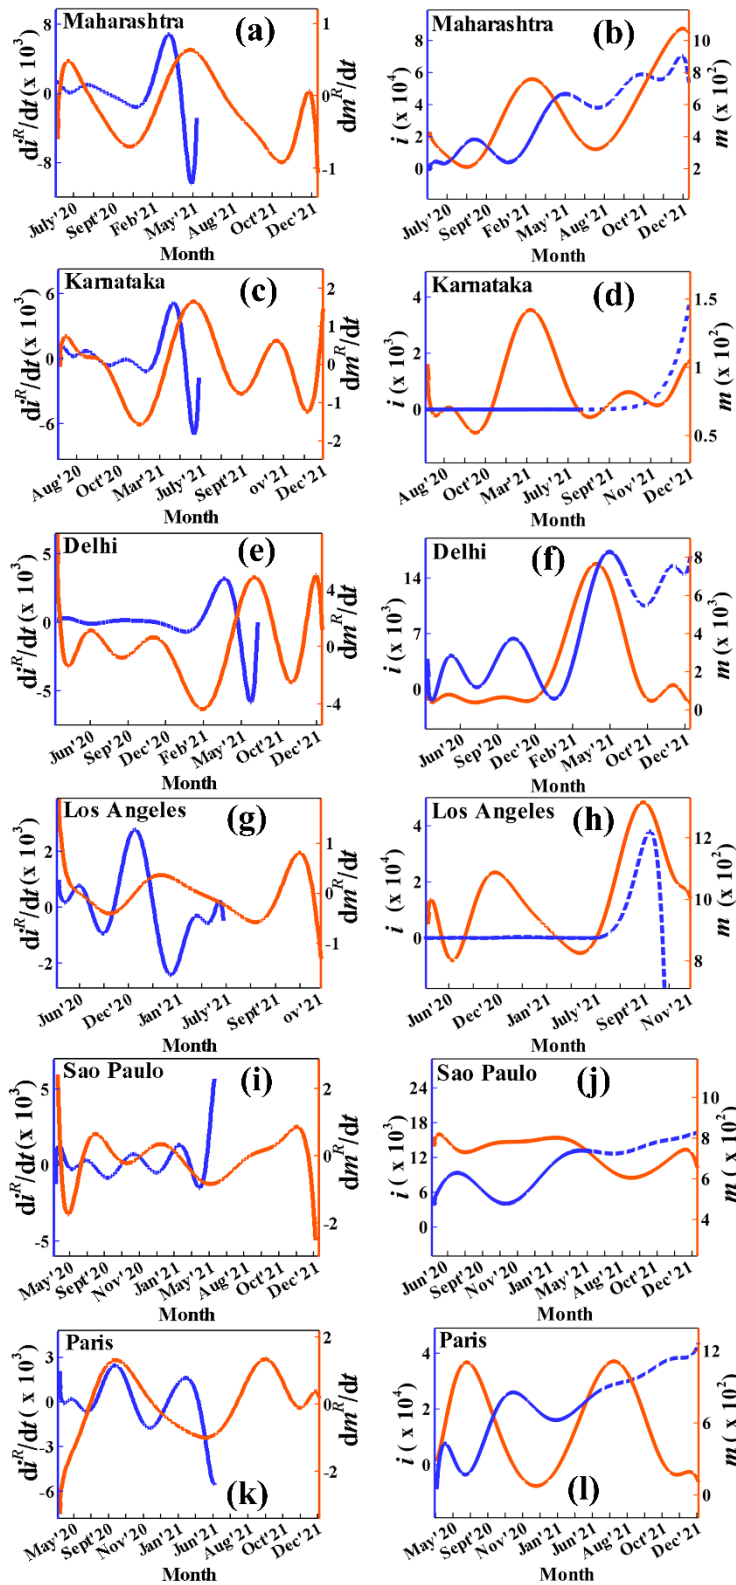 Maharashtra (a)
di^R/dt(x 10^3)
8
0
-8
1
0
-1
dm^R/dt
July'20 Sept'20 Feb'21 May'21 Aug'21 Oct'21 Dec'21
Month
Maharashtra (b)
i (x 10^4)
8
6
4
2
0
10
8
6
4
2
m (x 10^2)
July'20 Sept'20 Feb'21 May'21 Aug'21 Oct'21 Dec'21
Month
Karnataka (c)
di^R/dt(x 10^3)
6
0
-6
2
1
0
-1
-2
dm^R/dt
Aug'20 Oct'20 Mar'21 July'21 Sept'21 ov'21 Dec'21
Month
Karnataka (d)
i (x 10^3)
4
2
0
1.5
1.0
0.5
m (x 10^2)
Aug'20 Oct'20 Mar'21 July'21 Sept'21 Nov'21 Dec'21
Month
Delhi (e)
di^R/dt(x 10^3)
5
0
-5
4
0
-4
dm^R/dt
Jun'20 Sep'20 Dec'20 Feb'21 May'21 Oct'21 Dec'21
Month
Delhi (f)
i (x 10^3)
14
7
0
8
6
4
2
0
m (x 10^3)
Jun'20 Sep'20 Dec'20 Feb'21 May'21 Oct'21 Dec'21
Month
Los Angeles (g)
di^R/dt(x 10^3)
2
0
-2
1
0
-1
dm^R/dt
Jun'20 Dec'20 Jan'21 July'21 Sept'21 ov'21
Month
Los Angeles (h)
i (x 10^4)
4
2
0
12
10
8
m (x 10^2)
Jun'20 Dec'20 Jan'21 July'21 Sept'21 Nov'21
Month
Sao Paulo (i)
di^R/dt(x 10^3)
5
0
-5
2
0
-2
dm^R/dt
May'20 Sept'20 Nov'20 Jan'21 May'21 Aug'21 Oct'21 Dec'21
Month
Sao Paulo (j)
i ( x 10^3)
24
18
12
6
0
10
8
6
4
m ( x 10^2)
Jun'20 Sept'20 Nov'20 Jan'21 May'21 Aug'21 Oct'21 Dec'21
Month
Paris (k)
di^R/dt( x 10^3)
3
0
-3
-6
2
0
-2
dm^R/dt
May'20 Sept'20 Nov'20 Jan'21 Jun'21 Aug'21 Oct'21 Dec'21
Month
Paris (l)
i ( x 10^4)
4
2
0
12
6
0
m ( x 10^2)
May'20 Sept'20 Nov'20 Jan'21 Jun'21 Aug'21 Oct'21 Dec'21
Month